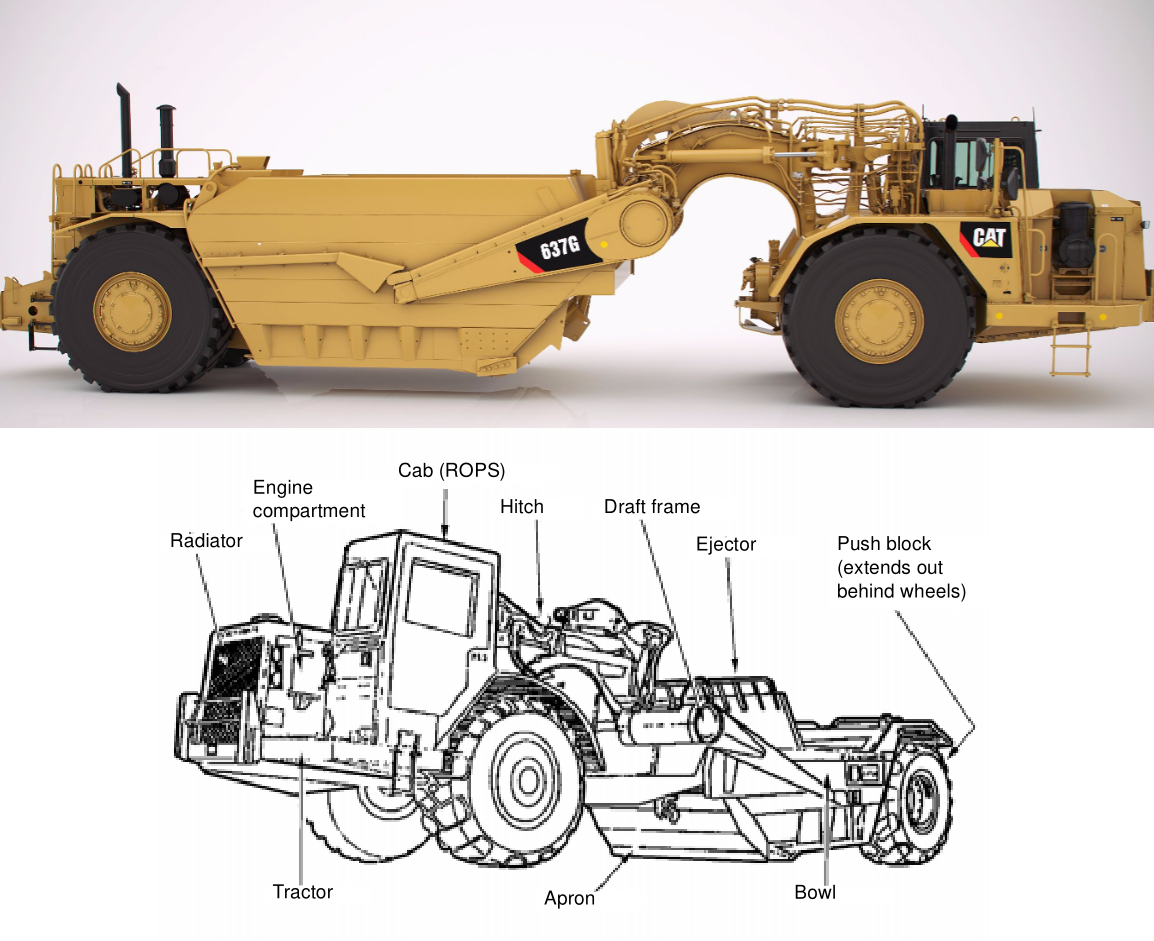 637G
CAT
Cab (ROPS)
Engine
compartment
Hitch
Draft frame
Radiator
Ejector
Push block
(extends out
behind wheels)
Tractor
Apron
Bowl